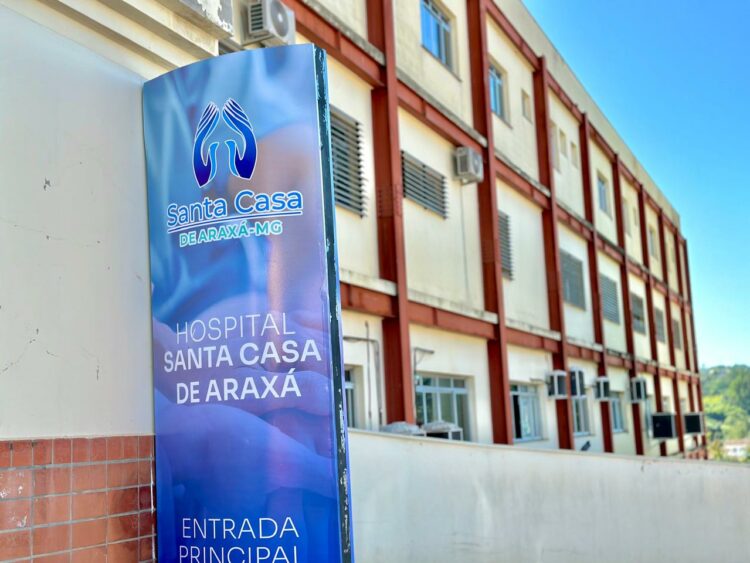 Santa Casa
DE ARAXÁ-MG
HOSPITAL
SANTA CASA
DE ARAXÁ
ENTRADA
PRINCIPAL